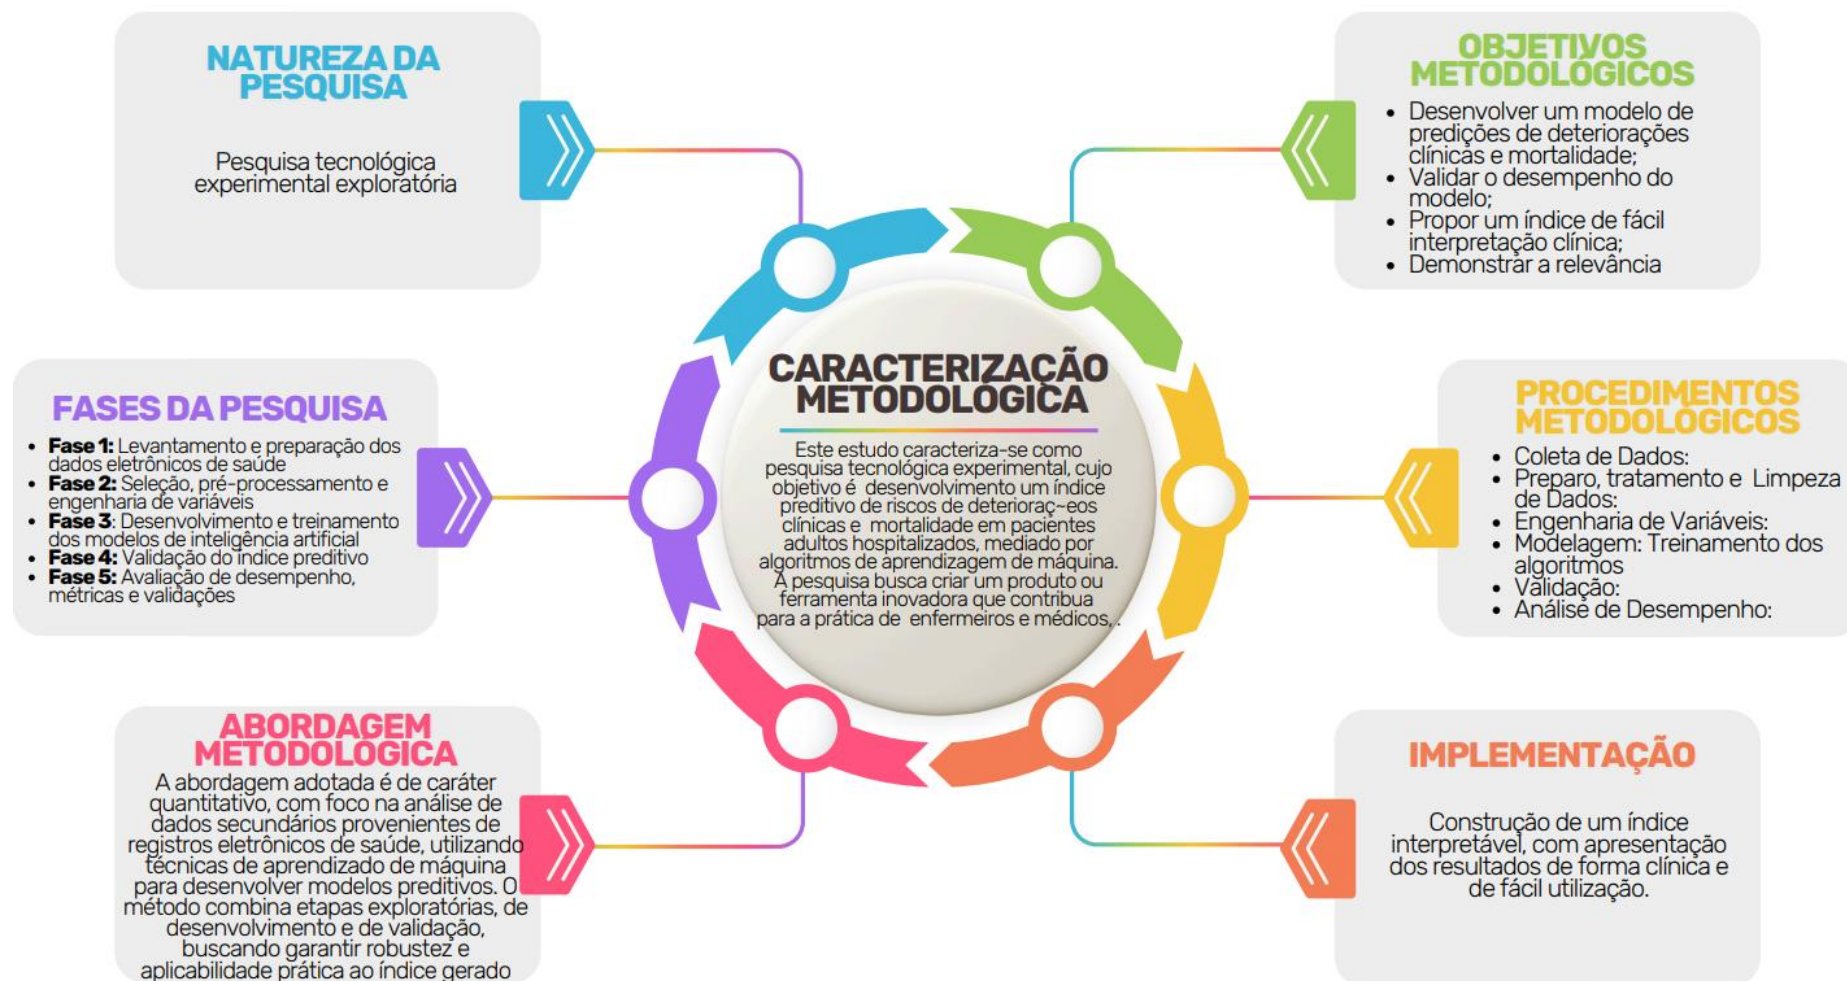 NATUREZA DA
PESQUISA
Pesquisa tecnológica
experimental exploratória
OBJETIVOS
METODOLÓGICOS
• Desenvolver um modelo de
predições de deteriorações
clínicas e mortalidade;
• Validar o desempenho do
modelo;
• Propor um índice de fácil
interpretação clínica;
• Demonstrar a relevância
FASES DA PESQUISA
• Fase 1: Levantamento e preparação dos
dados eletrônicos de saúde
• Fase 2: Seleção, pré-processamento e
engenharia de variáveis
• Fase 3: Desenvolvimento e treinamento
dos modelos de inteligência artificial
• Fase 4: Validação do índice preditivo
• Fase 5: Avaliação de desempenho,
métricas e validações
CARACTERIZAÇÃO
METODOLÓGICA
Este estudo caracteriza-se como
pesquisa tecnológica experimental, cujo
objetivo é desenvolvimento um índice
preditivo de riscos de deterioraç~eos
clínicas e mortalidade em pacientes
adultos hospitalizados, mediado por
algoritmos de aprendizagem de máquina.
A pesquisa busca criar um produto ou
ferramenta inovadora que contribua
para a prática de enfermeiros e médicos, .
PROCEDIMENTOS
METODOLÓGICOS
• Coleta de Dados:
• Preparo, tratamento e Limpeza
de Dados:
• Engenharia de Variáveis:
• Modelagem: Treinamento dos
algoritmos
• Validação:
• Análise de Desempenho:
ABORDAGEM
METODOLÓGICA
A abordagem adotada é de caráter
quantitativo, com foco na análise de
dados secundários provenientes de
registros eletrônicos de saúde, utilizando
técnicas de aprendizado de máquina
para desenvolver modelos preditivos. O
método combina etapas exploratórias, de
desenvolvimento e de validação,
buscando garantir robustez e
aplicabilidade prática ao índice gerado
IMPLEMENTAÇÃO
Construção de um índice
interpretável, com apresentação
dos resultados de forma clínica e
de fácil utilização.